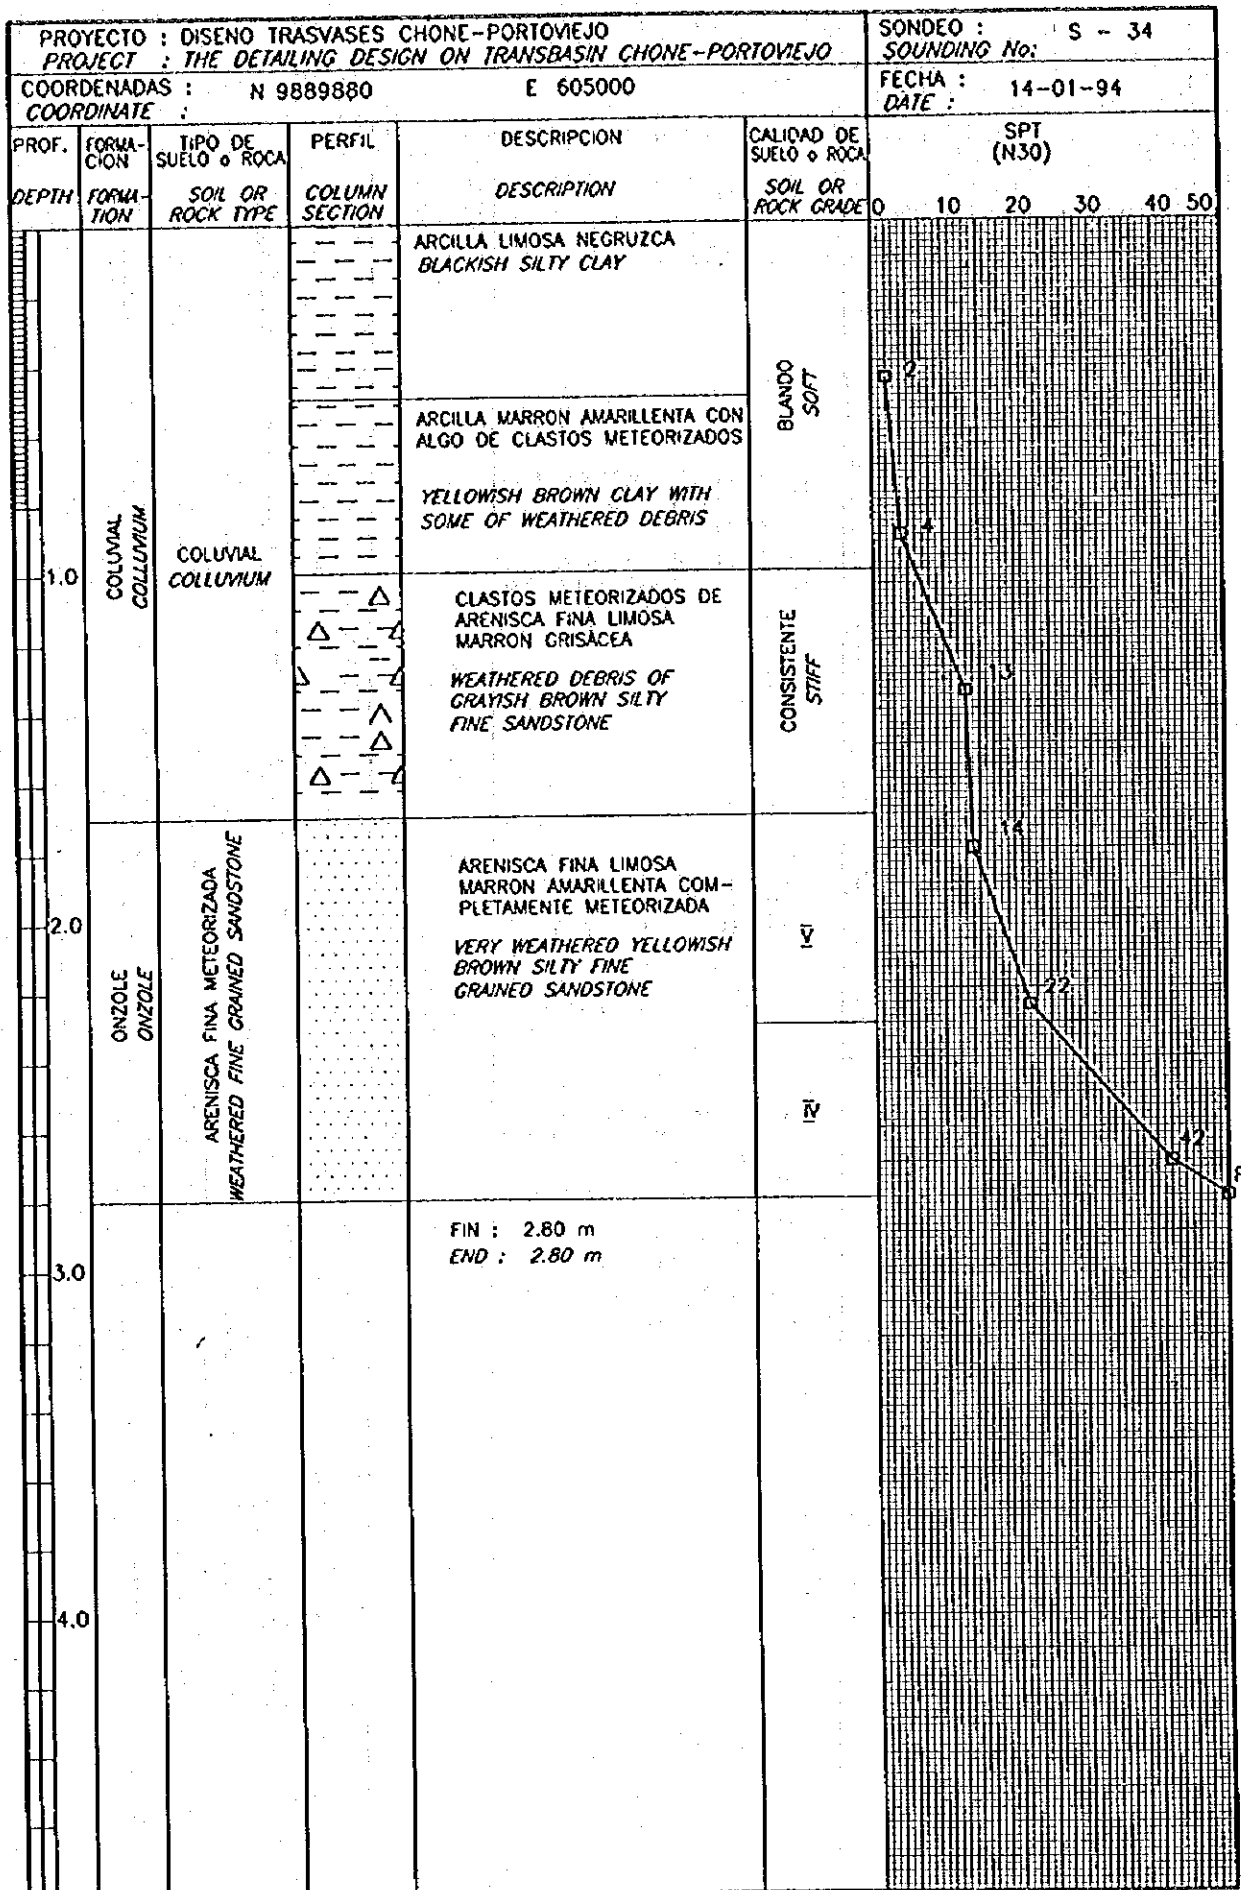 PROYECTO : DISENO TRASVASES CHONE-PORTOVIEJO
PROJECT : THE DETAILING DESIGN ON TRANSBASIN CHONE-PORTOVIEJO
SONDEO : S - 34
SOUNDING No:
COORDENADAS : N 9889880 E 605000
COORDINATE :
FECHA : 14-01-94
DATE :
PROF.
DEPTH
FORMA-
CION
FORMA-
TION
TIPO DE
SUELO o ROCA
SOIL OR
ROCK TYPE
PERFIL
COLUMN
SECTION
DESCRIPCION
DESCRIPTION
CALIDAD DE
SUELO o ROCA
SOIL OR
ROCK GRADE
SPT
(N30)
0 10 20 30 40 50
ARCILLA LIMOSA NEGRUZCA
BLACKISH SILTY CLAY
BLANDO
SOFT
2
ARCILLA MARRON AMARILLENTA CON
ALGO DE CLASTOS METEORIZADOS
YELLOWISH BROWN CLAY WITH
SOME OF WEATHERED DEBRIS
4
COLUVIAL
COLLUVIUM
COLUVIAL
COLLUVIUM
1.0
CLASTOS METEORIZADOS DE
ARENISCA FINA LIMOSA
MARRON GRISACEA
WEATHERED DEBRIS OF
GRAYISH BROWN SILTY
FINE SANDSTONE
CONSISTENTE
STIFF
13
14
ARENISCA FINA METEORIZADA
WEATHERED FINE GRAINED SANDSTONE
ARENISCA FINA LIMOSA
MARRON AMARILLENTA COM-
PLETAMENTE METEORIZADA
VERY WEATHERED YELLOWISH
BROWN SILTY FINE
GRAINED SANDSTONE
2.0
V
22
ONZOLE
ONZOLE
IV
42
FIN : 2.80 m
END : 2.80 m
3.0
4.0